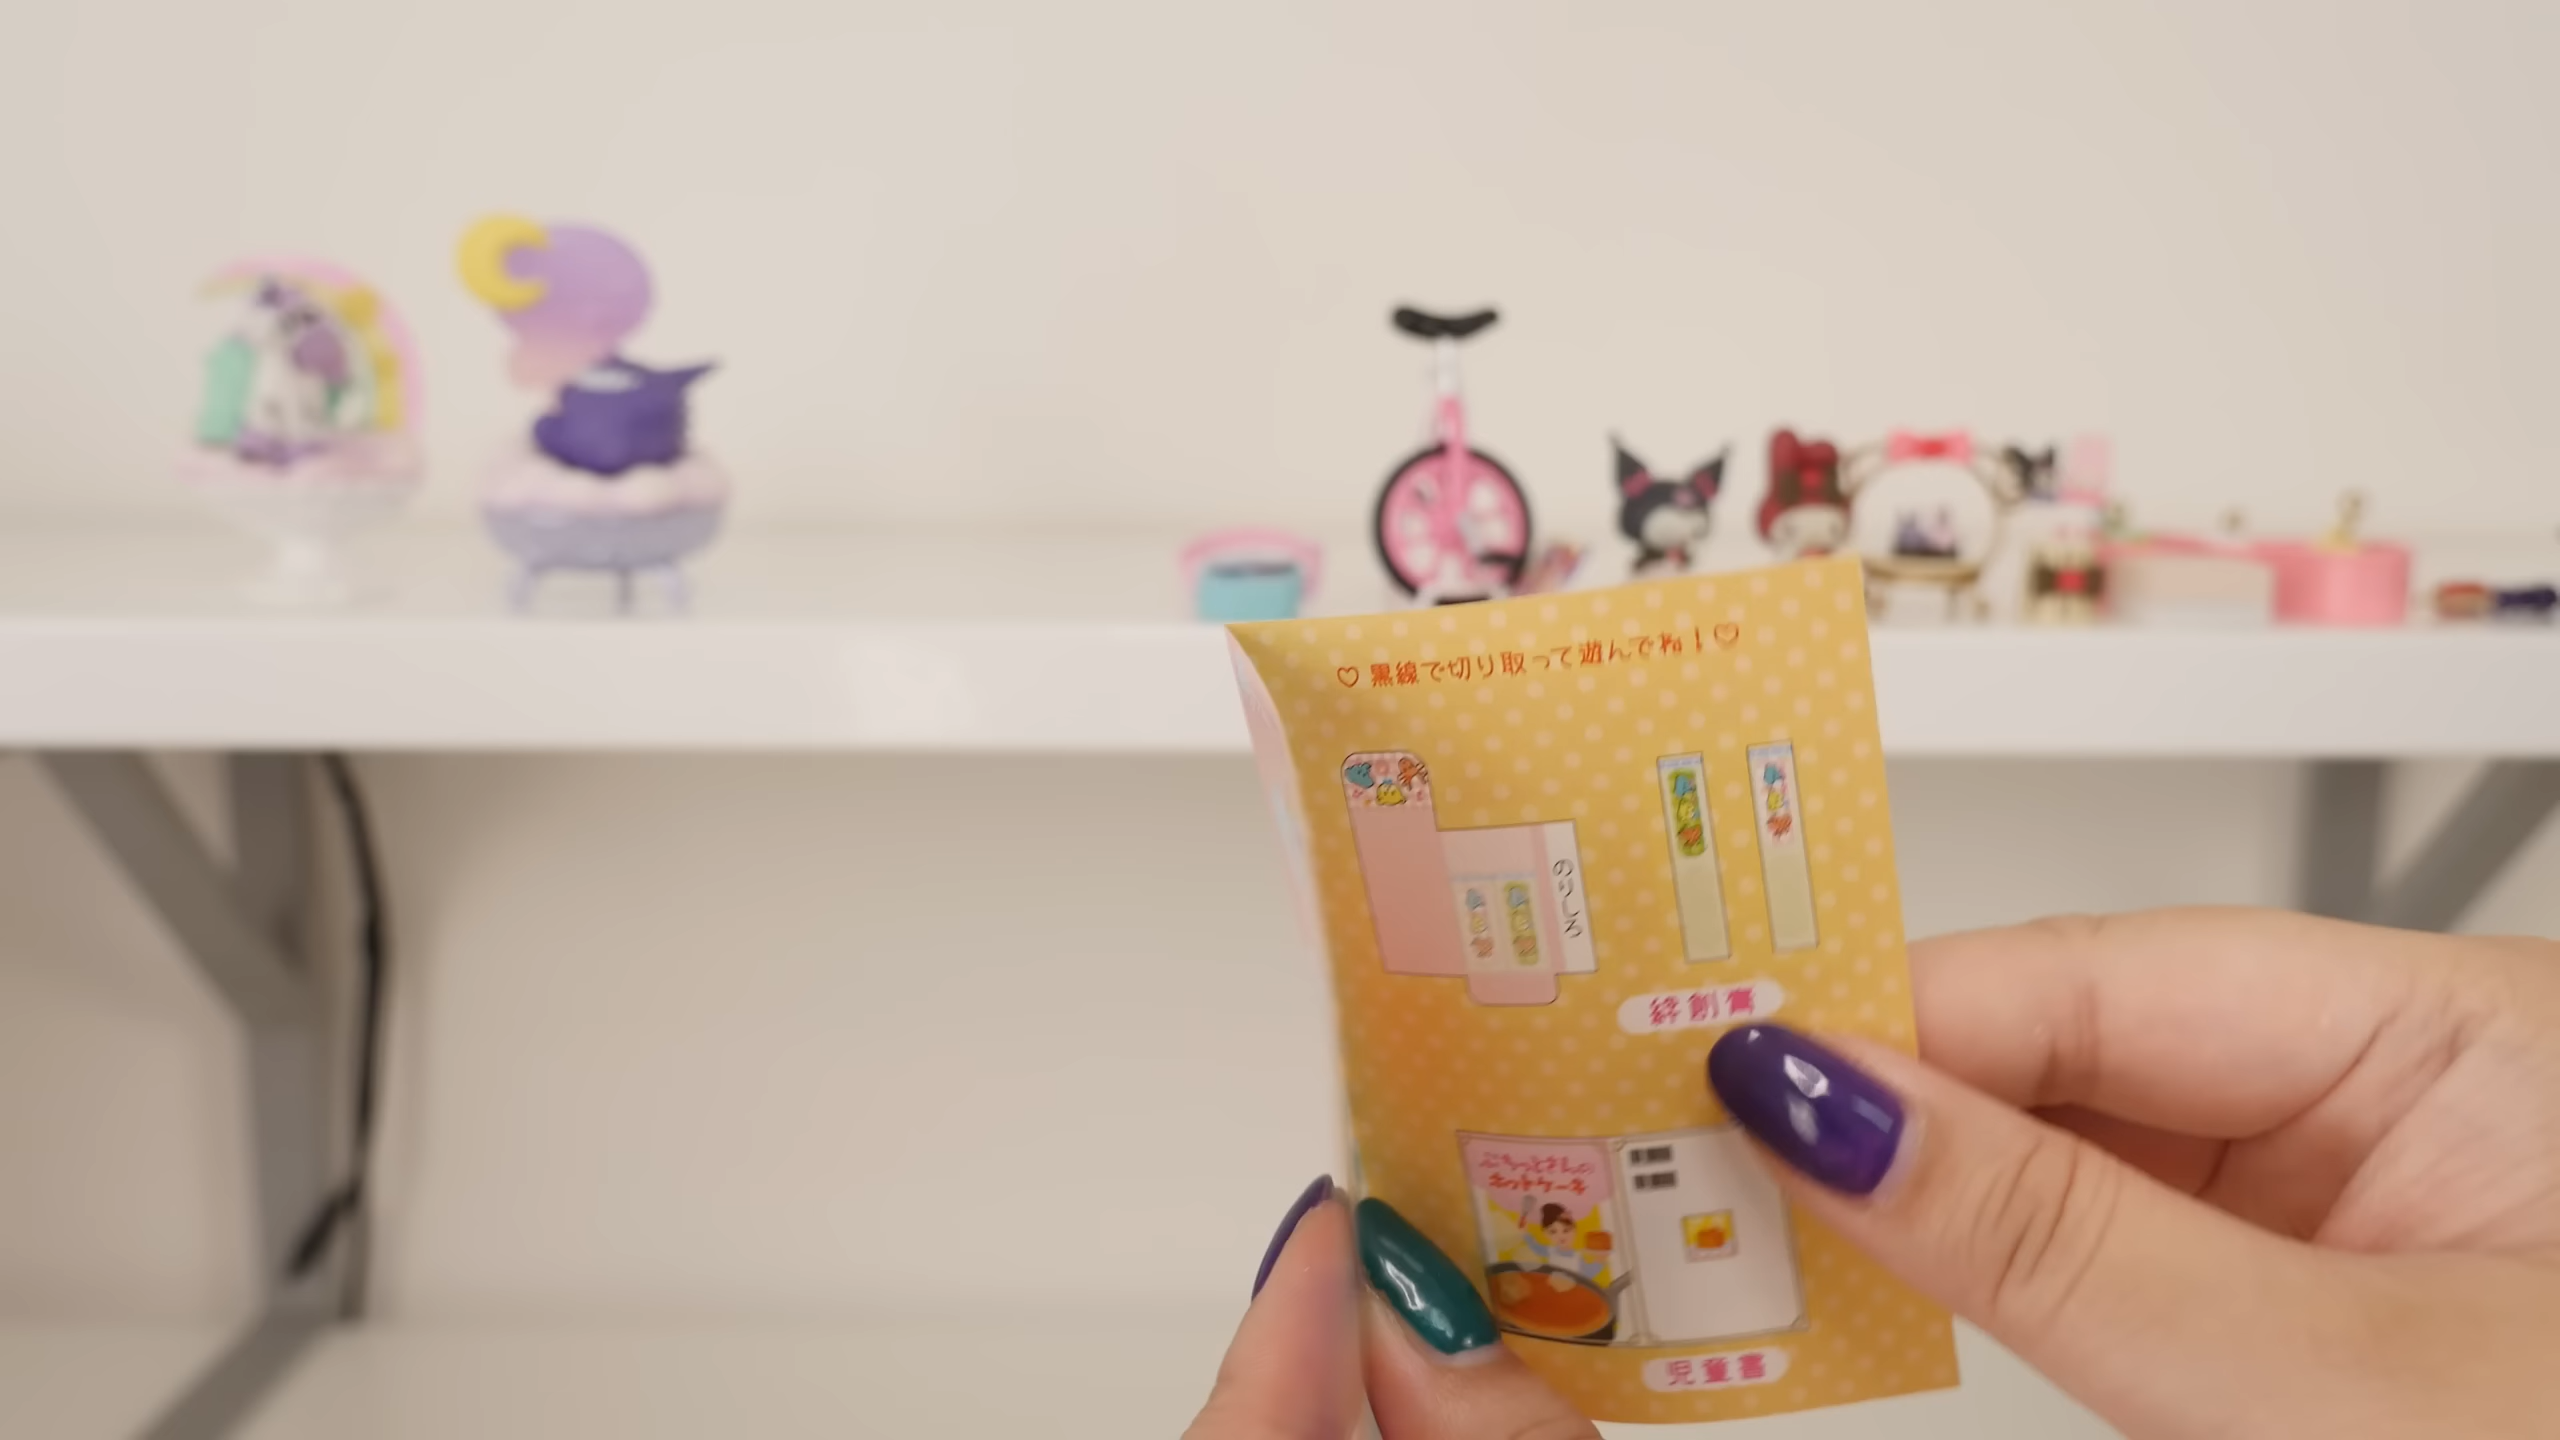 ♡ 黒線で切り取って遊んでね！♡
のりしろ
絆創膏
ぷちっとさんの
ホットケーキ
児童書